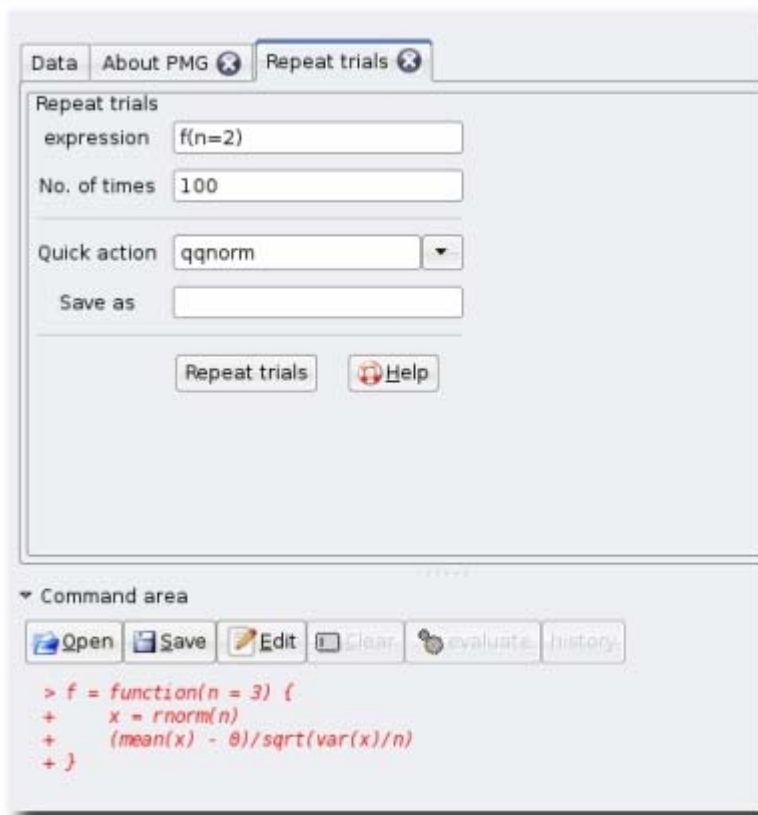 Data About PMG Repeat trials
Repeat trials
expression f(n=2)
No. of times 100
Quick action qqnorm
Save as
Repeat trials Help
Command area
Open Save Edit Clear evaluate history
> f = function(n = 3) {
+ x = rnorm(n)
+ (mean(x) - 0)/sqrt(var(x)/n)
+ }